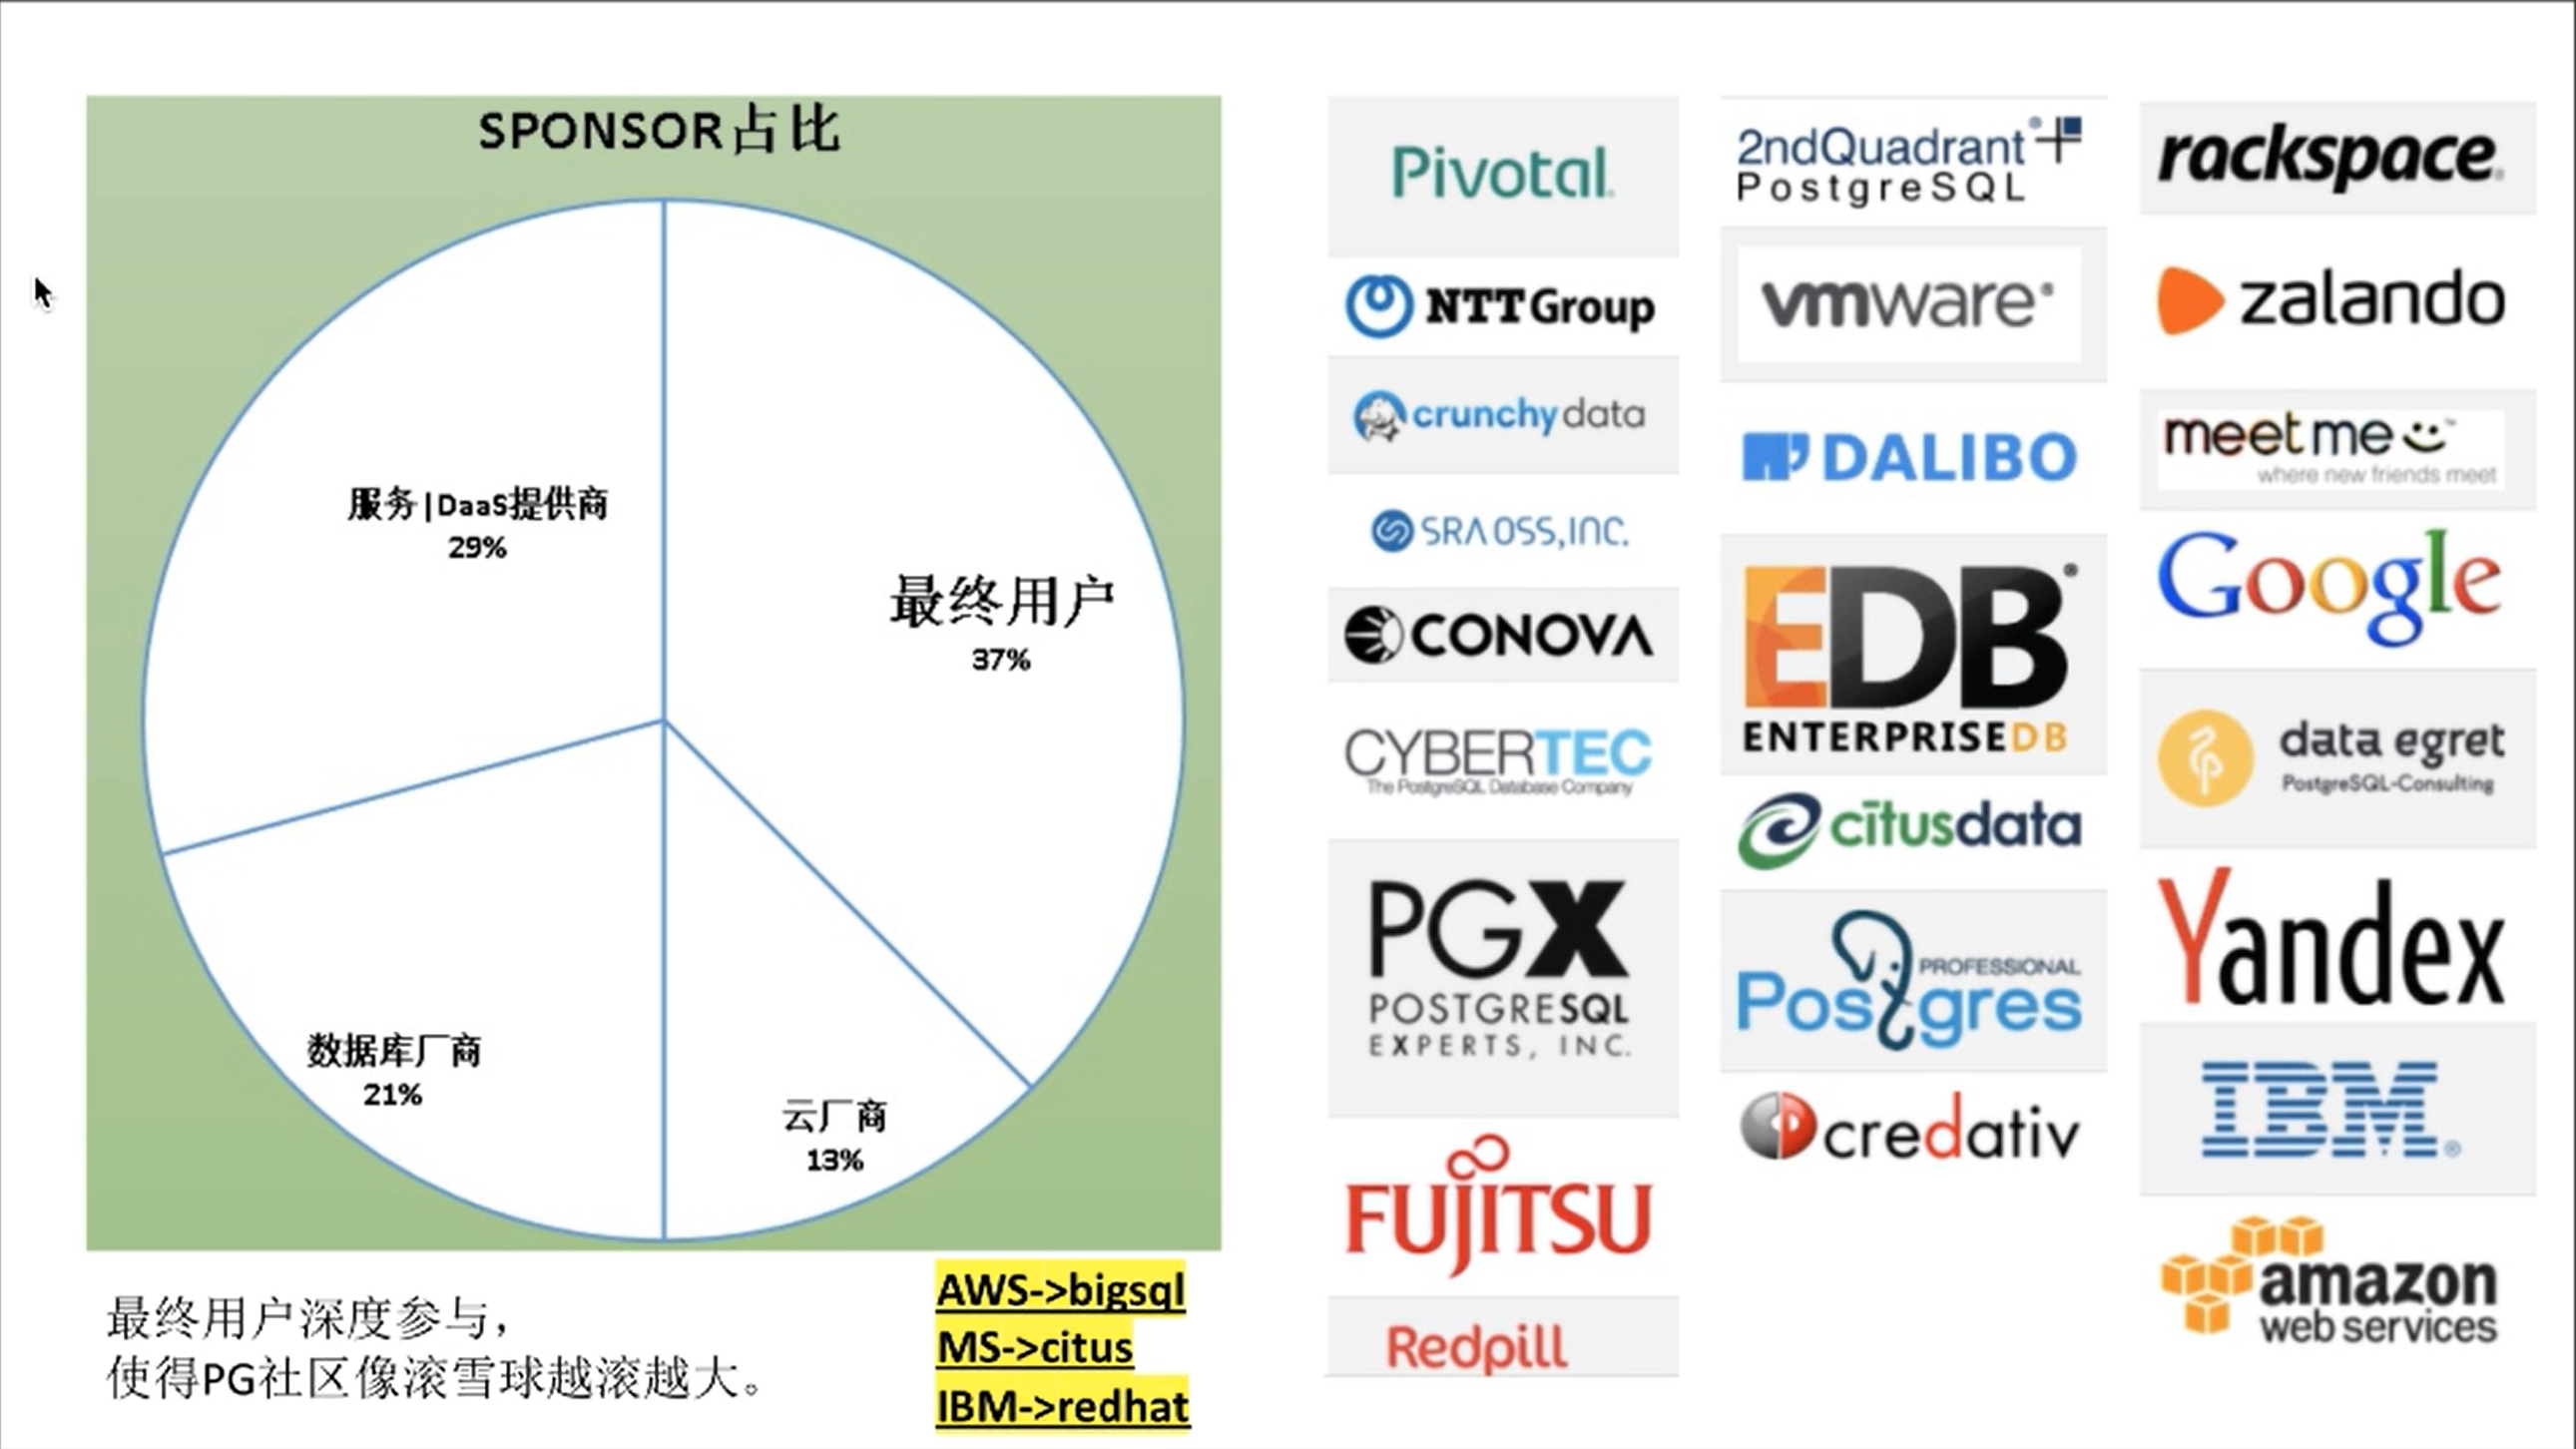 SPONSOR占比
服务|DaaS提供商
29%
最终用户
37%
数据库厂商
21%
云厂商
13%
最终用户深度参与，
使得PG社区像滚雪球越滚越大。
AWS->bigsql
MS->citus
IBM->redhat
Pivotal
NTT Group
crunchydata
SRA OSS, INC.
CONOVA
CYBERTEC
The PostgreSQL Database Company
PGX
POSTGRESQL
EXPERTS, INC.
FUJITSU
Redpill
2ndQuadrant®
PostgreSQL
vmware®
DALIBO
EDB®
ENTERPRISEDB
citusdata
PROFESSIONAL
Postgres
credativ
rackspace®
zalando
meetme™
where new friends meet
Google
data egret
PostgreSQL-Consulting
Yandex
IBM®
amazon
web services